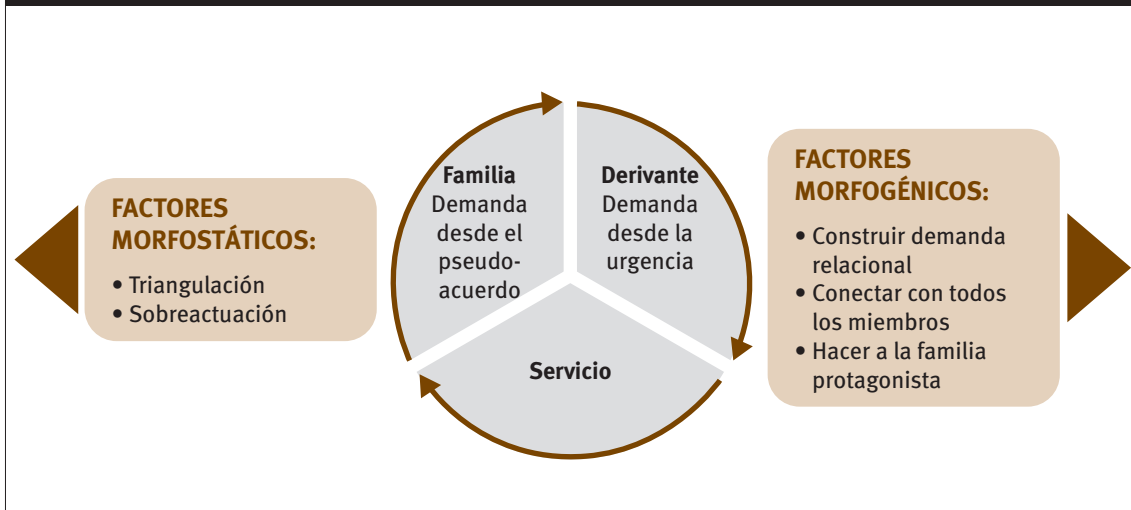 FACTORES
MORFOSTÁTICOS:
• Triangulación
• Sobreactuación
Familia
Demanda
desde el
pseudo-
acuerdo
Derivante
Demanda
desde la
urgencia
Servicio
FACTORES
MORFOGÉNICOS:
• Construir demanda
relacional
• Conectar con todos
los miembros
• Hacer a la familia
protagonista